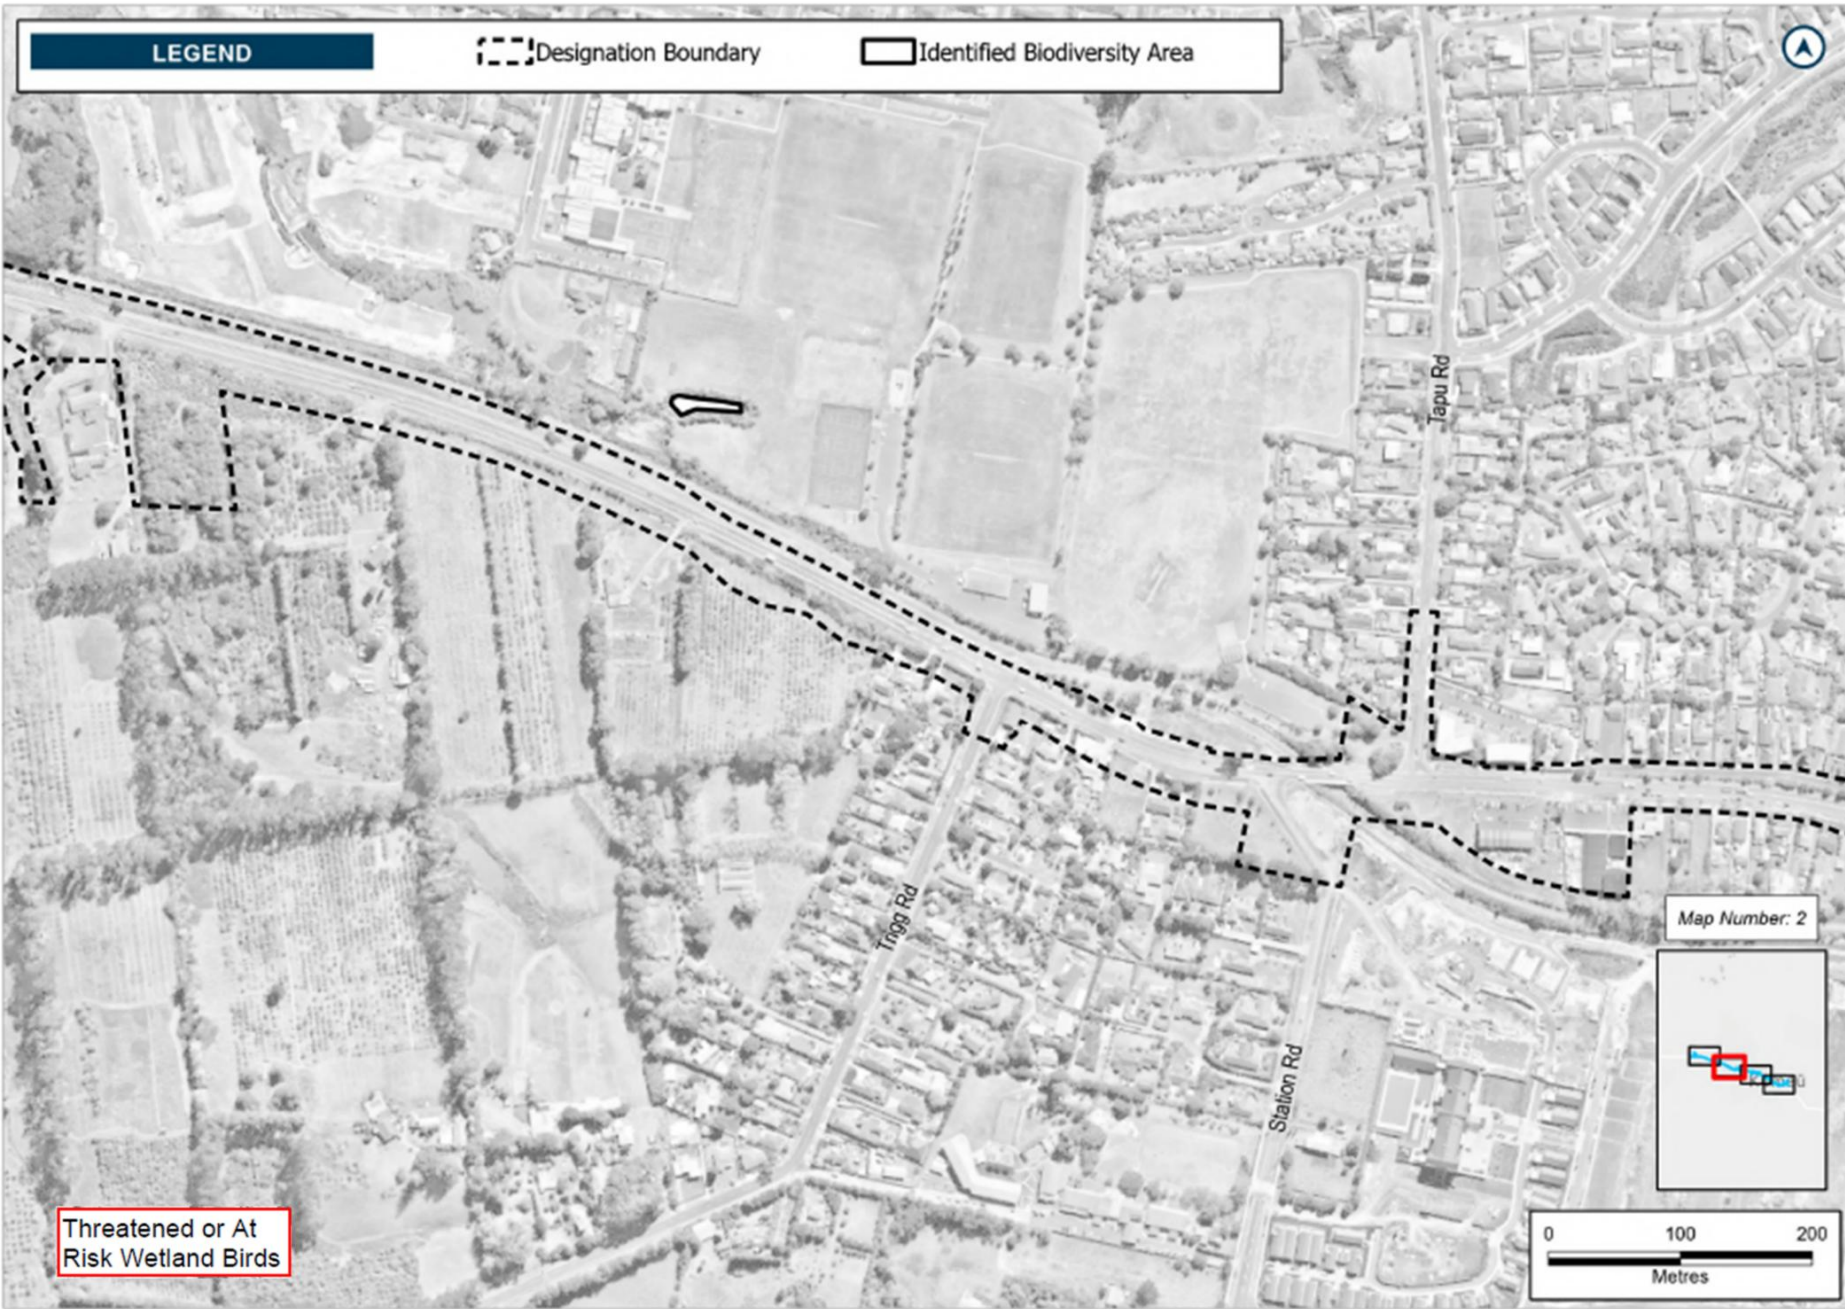 LEGEND
Designation Boundary
Identified Biodiversity Area
Tapu Rd
Trigg Rd
Station Rd
Map Number: 2
Threatened or At
Risk Wetland Birds
0 100 200
Metres